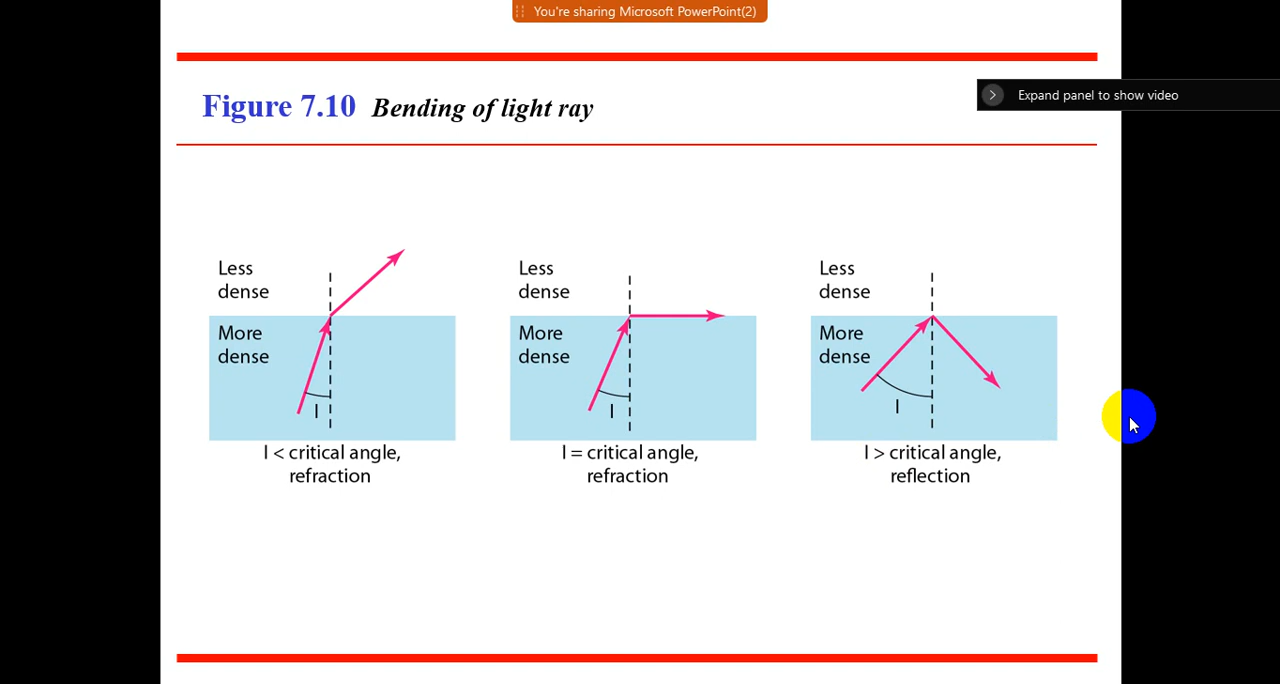 You're sharing Microsoft PowerPoint(2)
Expand panel to show video
Figure 7.10 Bending of light ray
Less
dense
More
dense
I
I < critical angle,
refraction
Less
dense
More
dense
I
I = critical angle,
refraction
Less
dense
More
dense
I
I > critical angle,
reflection